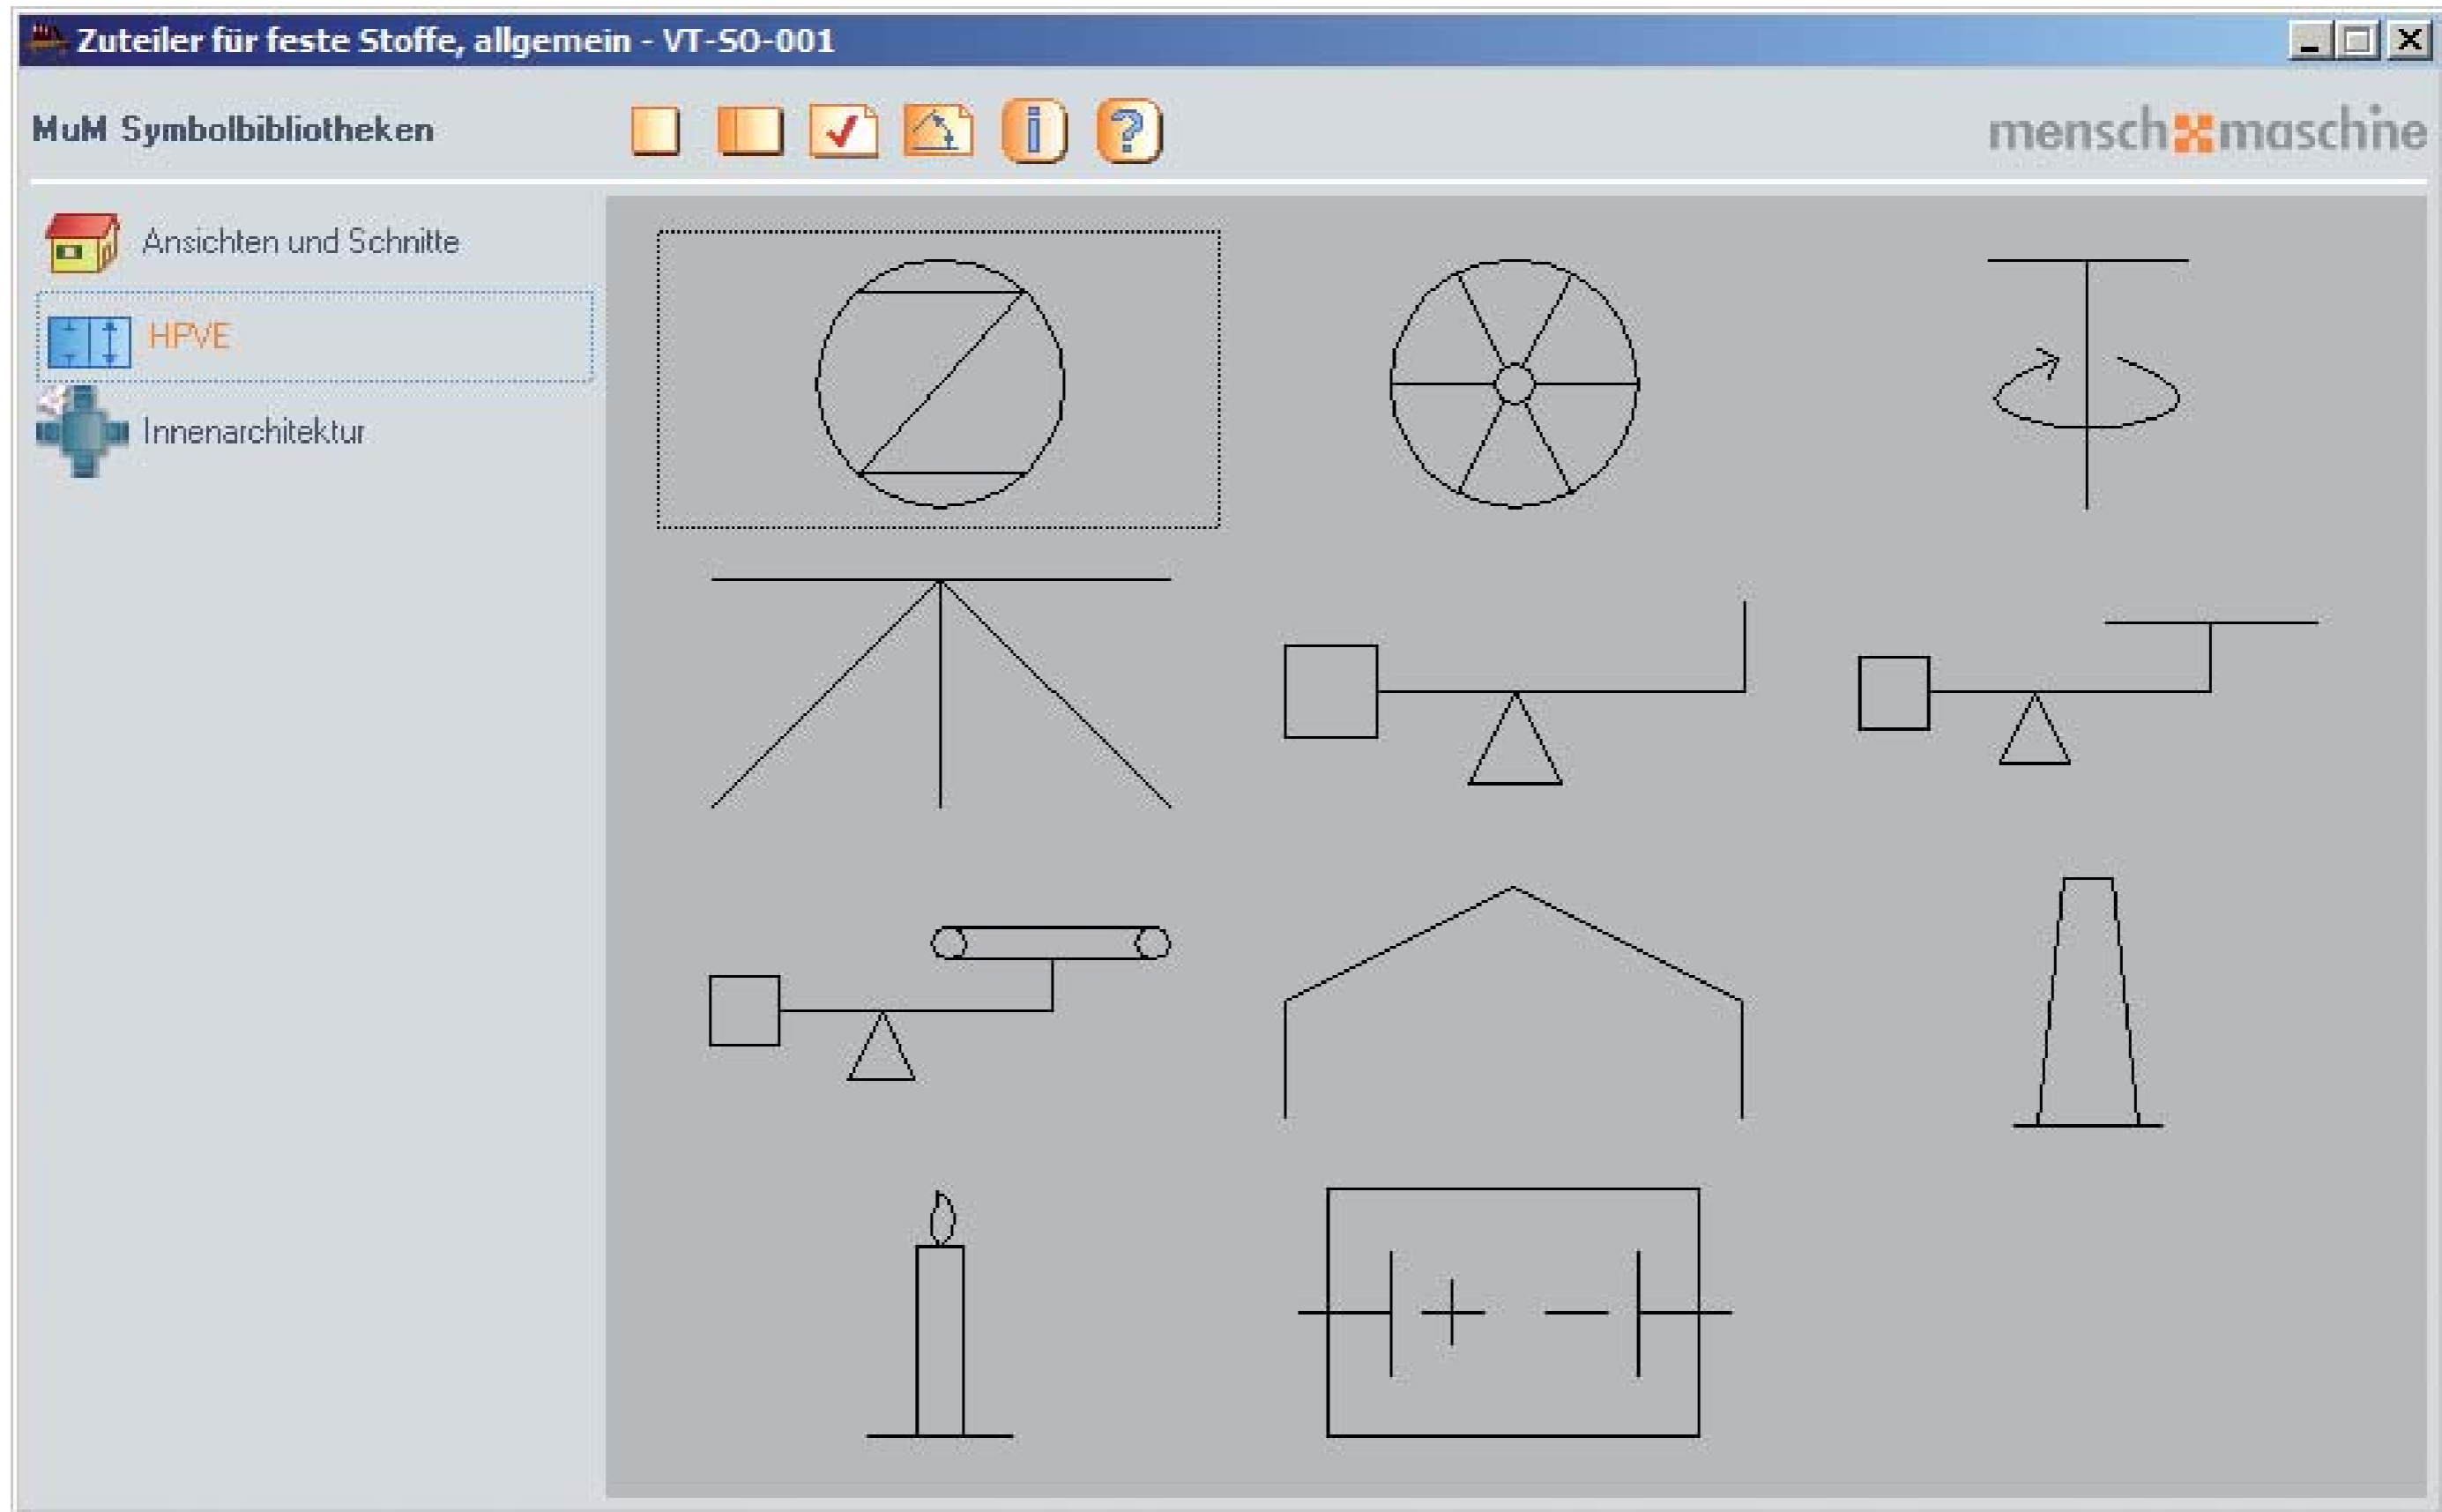 Zuteiler für feste Stoffe, allgemein - VT-SO-001
MuM Symbolbibliotheken
mensch maschine
Ansichten und Schnitte
HPVE
Innenarchitektur